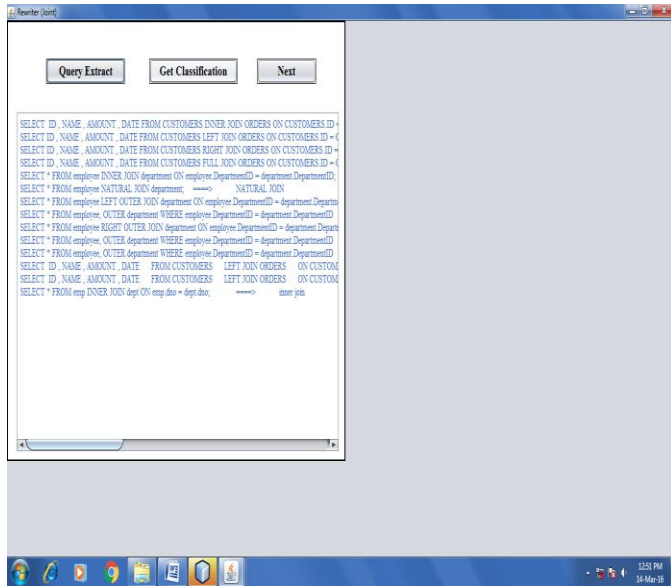 Rewriter (Joint)
Query Extract Get Classification Next
SELECT ID , NAME , AMOUNT , DATE FROM CUSTOMERS INNER JOIN ORDERS ON CUSTOMERS.ID =
SELECT ID , NAME , AMOUNT , DATE FROM CUSTOMERS LEFT JOIN ORDERS ON CUSTOMERS.ID =
SELECT ID , NAME , AMOUNT , DATE FROM CUSTOMERS RIGHT JOIN ORDERS ON CUSTOMERS.ID =
SELECT ID , NAME , AMOUNT , DATE FROM CUSTOMERS FULL JOIN ORDERS ON CUSTOMERS.ID =
SELECT * FROM employee INNER JOIN department ON employee.DepartmentID = department.DepartmentID;
SELECT * FROM employee NATURAL JOIN department; ====> NATURAL JOIN
SELECT * FROM employee LEFT OUTER JOIN department ON employee.DepartmentID = department.Departm
SELECT * FROM employee, OUTER department WHERE employee.DepartmentID = department.DepartmentID
SELECT * FROM employee RIGHT OUTER JOIN department ON employee.DepartmentID = department.Depart
SELECT * FROM employee, OUTER department WHERE employee.DepartmentID = department.DepartmentID
SELECT * FROM employee, OUTER department WHERE employee.DepartmentID = department.DepartmentID
SELECT ID , NAME, AMOUNT , DATE FROM CUSTOMERS LEFT JOIN ORDERS ON CUSTOM
SELECT ID , NAME, AMOUNT , DATE FROM CUSTOMERS LEFT JOIN ORDERS ON CUSTOM
SELECT * FROM emp INNER JOIN dept ON emp.dno = dept.dno; ====> inner join
12:51 PM
14-Mar-16